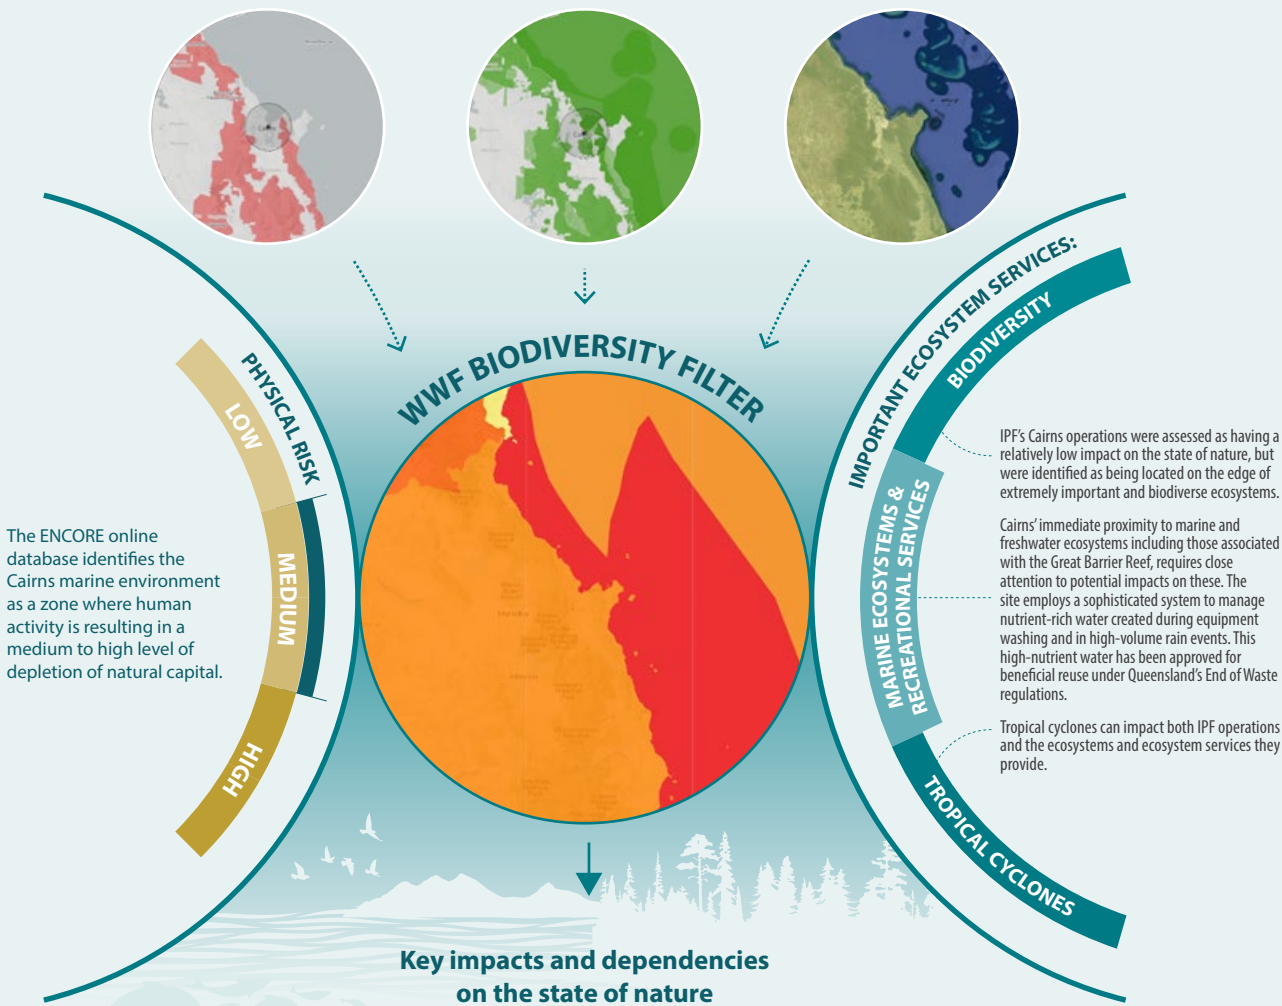 WWF BIODIVERSITY FILTER
PHYSICAL RISK
LOW
MEDIUM
HIGH
The ENCORE online
database identifies the
Cairns marine environment
as a zone where human
activity is resulting in a
medium to high level of
depletion of natural capital.
IMPORTANT ECOSYSTEM SERVICES:
BIODIVERSITY
IPF’s Cairns operations were assessed as having a
relatively low impact on the state of nature, but
were identified as being located on the edge of
extremely important and biodiverse ecosystems.
MARINE ECOSYSTEMS &
RECREATIONAL SERVICES
Cairns’ immediate proximity to marine and
freshwater ecosystems including those associated
with the Great Barrier Reef, requires close
attention to potential impacts on these. The
site employs a sophisticated system to manage
nutrient-rich water created during equipment
washing and in high-volume rain events. This
high-nutrient water has been approved for
beneficial reuse under Queensland’s End of Waste
regulations.
TROPICAL CYCLONES
Tropical cyclones can impact both IPF operations
and the ecosystems and ecosystem services they
provide.
Key impacts and dependencies
on the state of nature